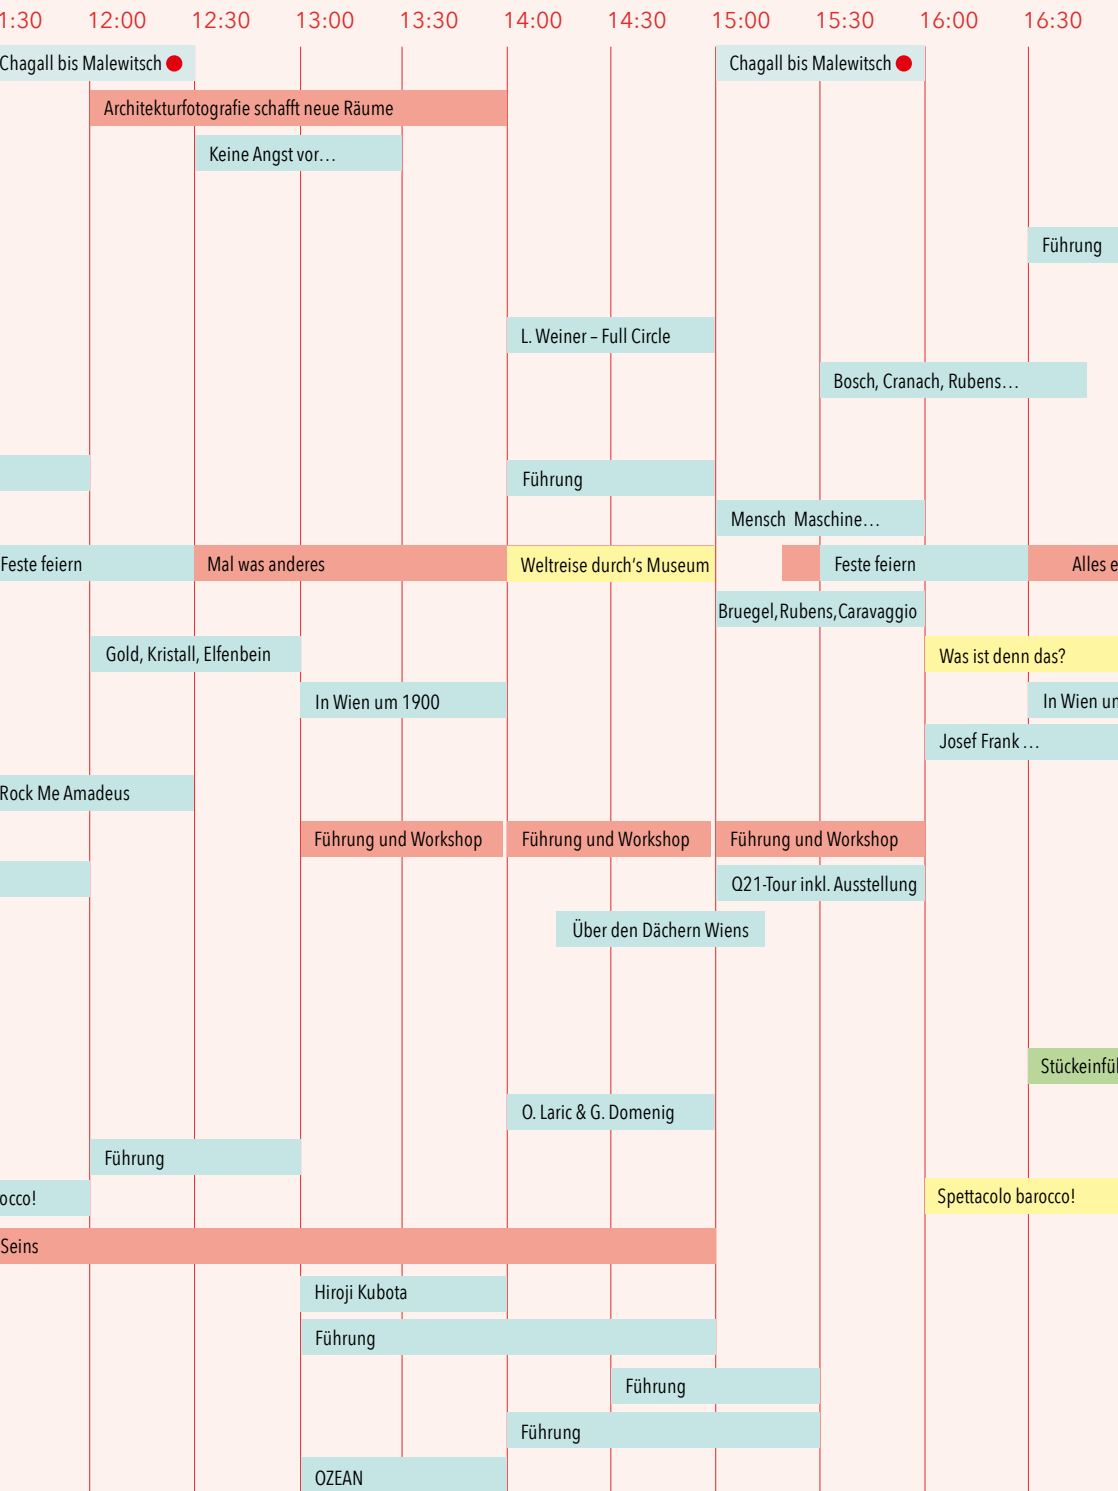 1:30 12:00 12:30 13:00 13:30 14:00 14:30 15:00 15:30 16:00 16:30
Chagall bis Malewitsch Chagall bis Malewitsch
Architekturfotografie schafft neue Räume
Keine Angst vor…
Führung
L. Weiner – Full Circle
Bosch, Cranach, Rubens…
Führung
Mensch Maschine…
Feste feiern Mal was anderes Weltreise durch's Museum Feste feiern Alles e
Bruegel, Rubens, Caravaggio
Gold, Kristall, Elfenbein Was ist denn das?
In Wien um 1900 In Wien um
Josef Frank …
Rock Me Amadeus
Führung und Workshop Führung und Workshop Führung und Workshop
Q21-Tour inkl. Ausstellung
Über den Dächern Wiens
Stückeinfüh
O. Laric & G. Domenig
Führung
occo! Spettacolo barocco!
Seins
Hiroji Kubota
Führung
Führung
Führung
OZEAN